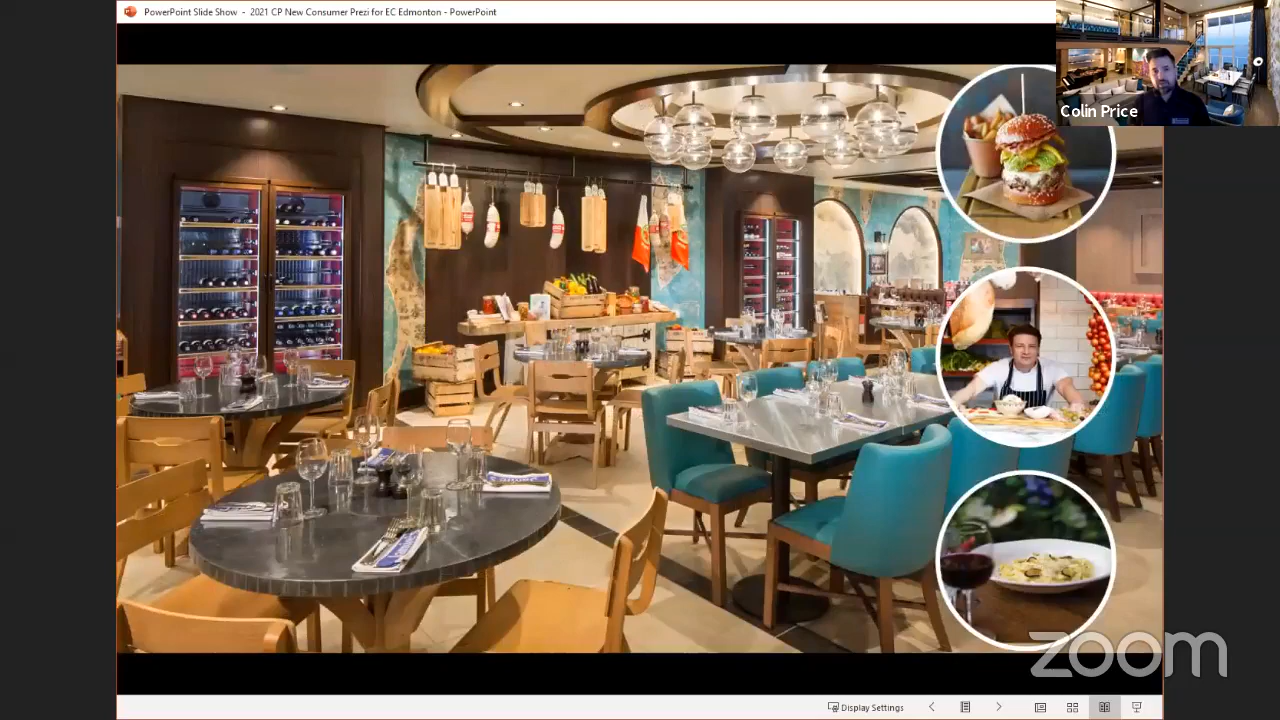 PowerPoint Slide Show - 2021 CP New Consumer Prezi for EC Edmonton - PowerPoint
Colin Price
zoom
Display Settings